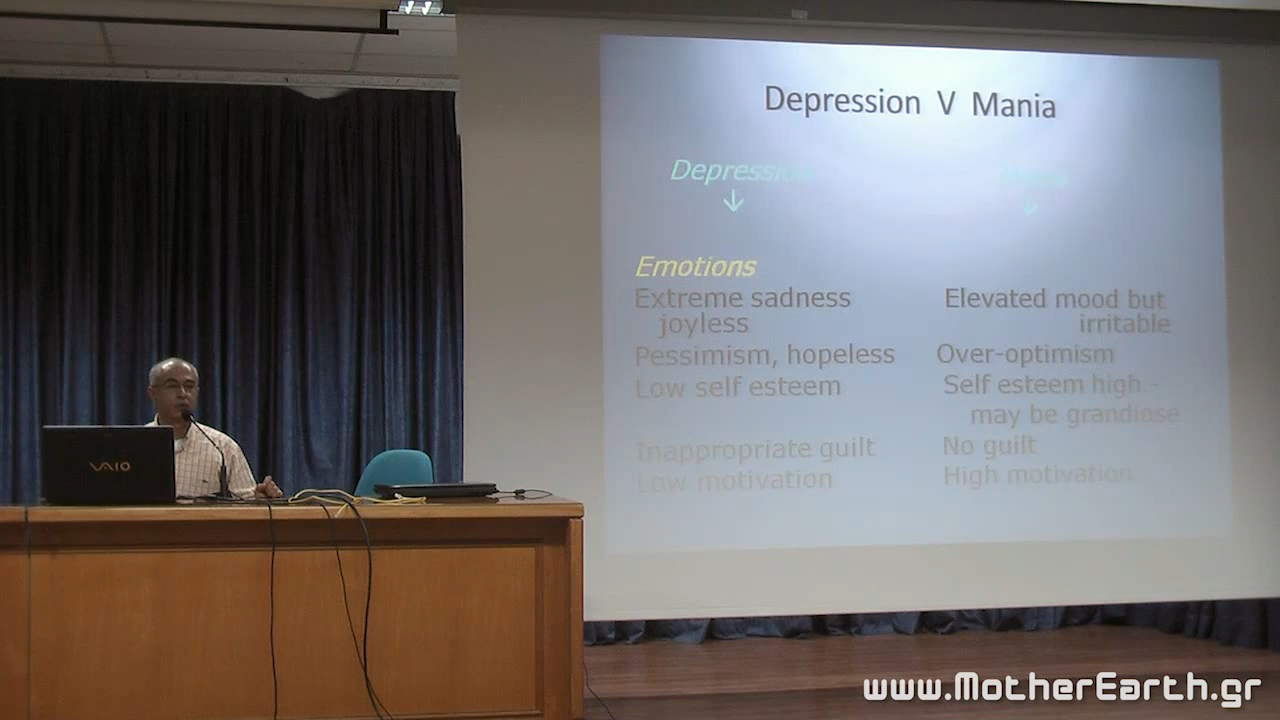 Depression V Mania
Depression
↓ ↓
Emotions
Extreme sadness Elevated mood but
joyless irritable
Pessimism, hopeless Over-optimism
Low self esteem Self esteem high -
may be grandiose
Inappropriate guilt No guilt
Low motivation High motivation
VAIO
www.MotherEarth.gr